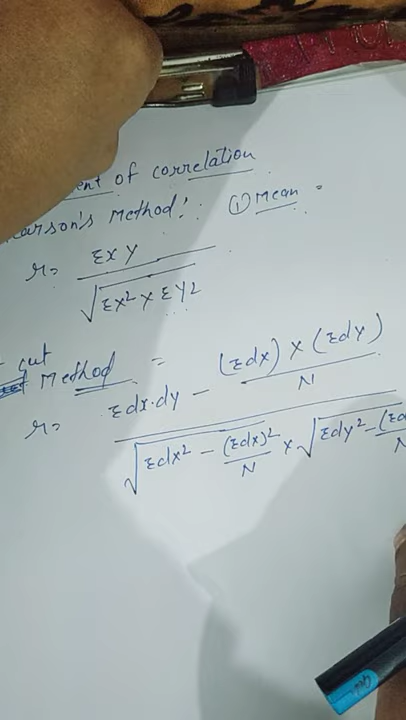 of correlation
Method:. ① Mean =
r= ΣXY
√ΣX² × ΣY²
cut
Method =
r= Σdx.dy - (Σdx) × (Σdy)
N
√Σdx² - (Σdx)²/N × √Σdy² -